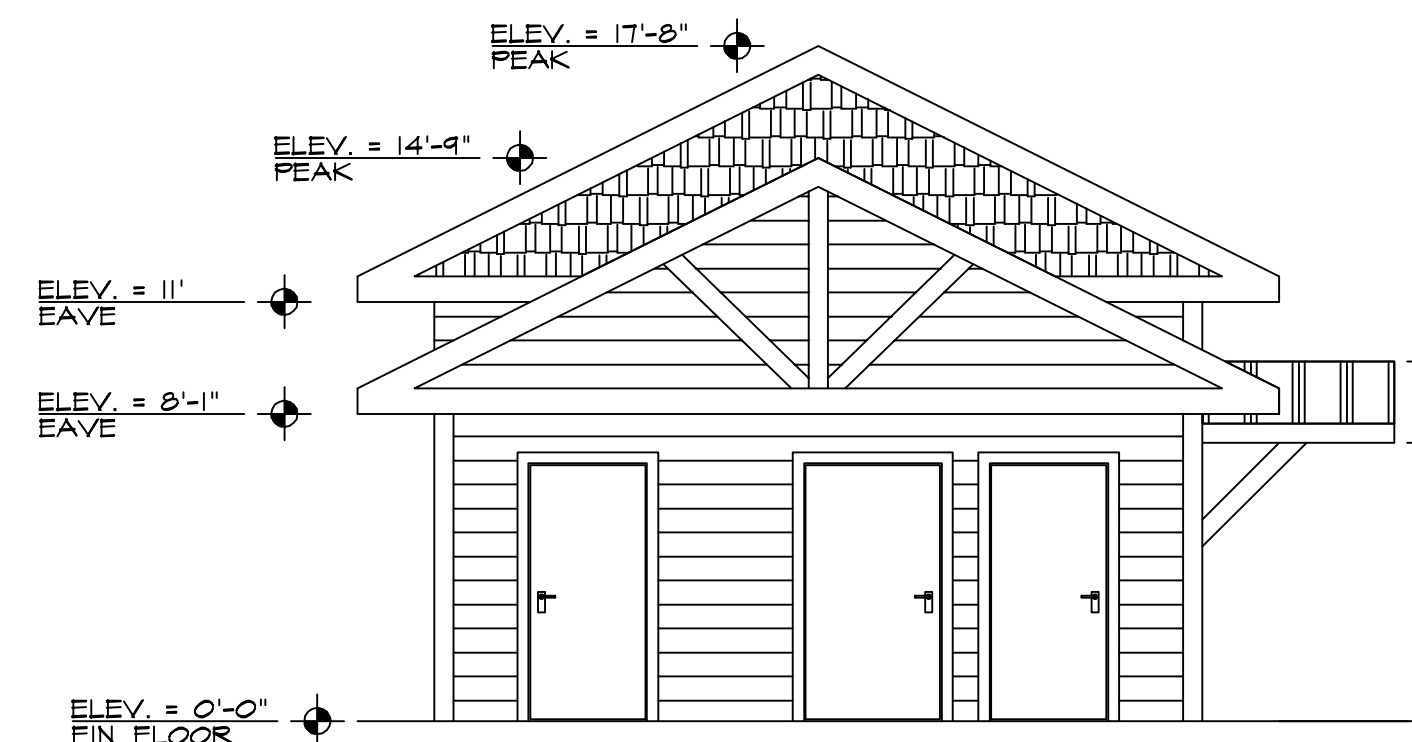 ELEV. = 17'-8"
PEAK
ELEV. = 14'-9"
PEAK
ELEV. = 11'
EAVE
ELEV. = 8'-1"
EAVE
ELEV. = 0'-0"
FIN FLOOR